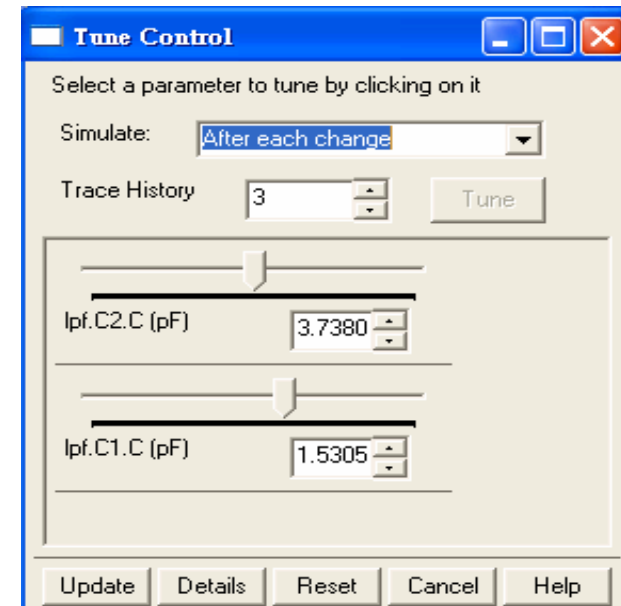 Tune Control
Select a parameter to tune by clicking on it
Simulate: After each change
Trace History 3 Tune
lpf.C2.C (pF) 3.7380
lpf.C1.C (pF) 1.5305
Update Details Reset Cancel Help